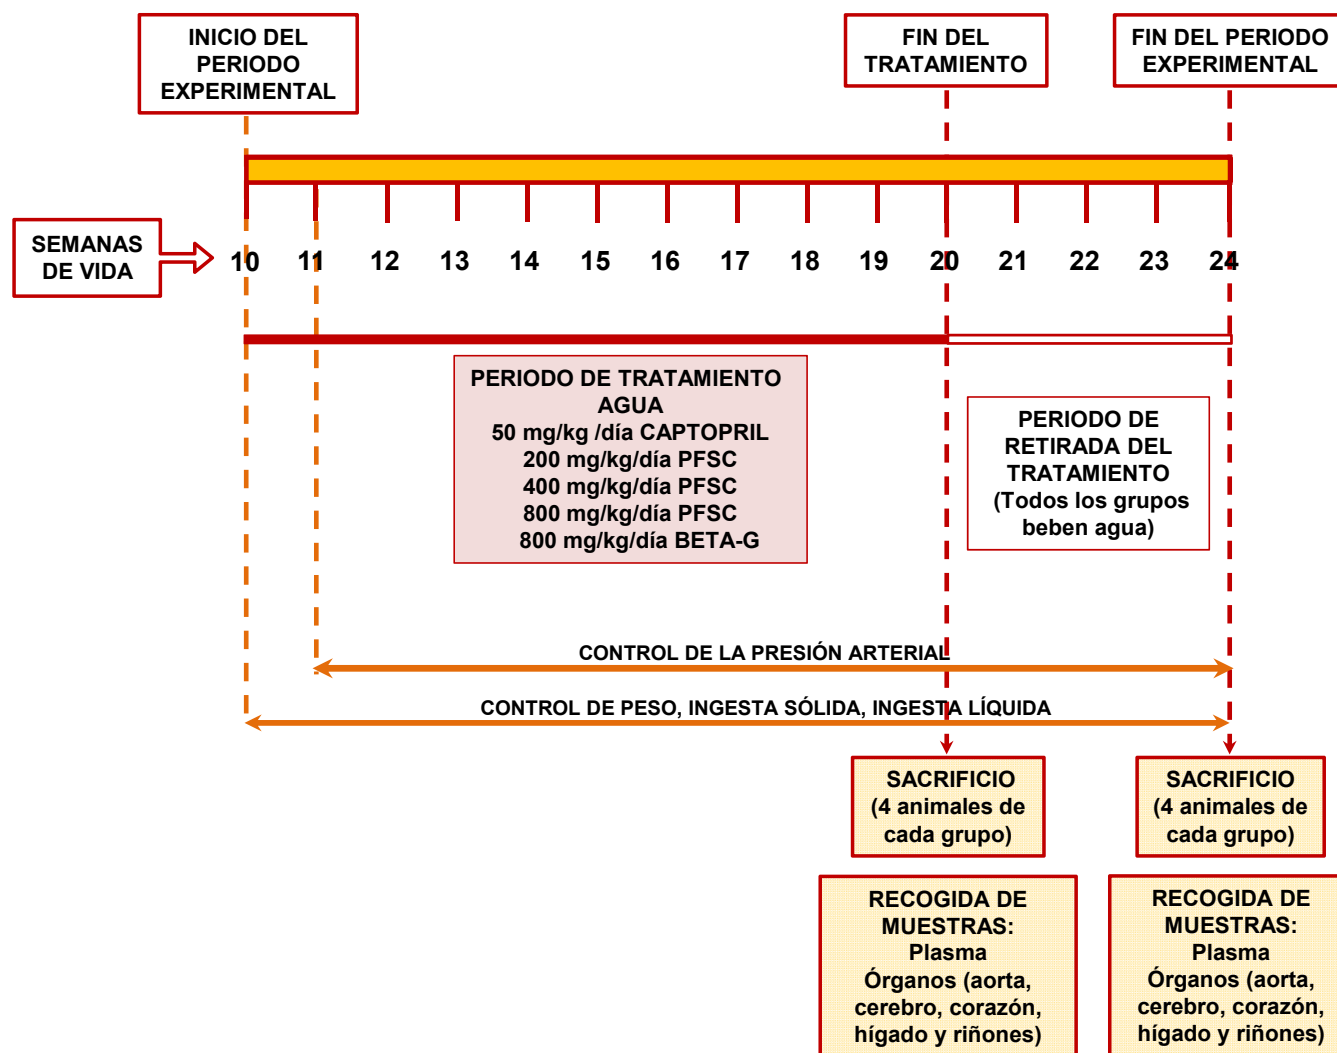 INICIO DEL
PERIODO
EXPERIMENTAL
FIN DEL
TRATAMIENTO
FIN DEL PERIODO
EXPERIMENTAL
SEMANAS
DE VIDA
10 11 12 13 14 15 16 17 18 19 20 21 22 23 24
PERIODO DE TRATAMIENTO
AGUA
50 mg/kg /día CAPTOPRIL
200 mg/kg/día PFSC
400 mg/kg/día PFSC
800 mg/kg/día PFSC
800 mg/kg/día BETA-G
PERIODO DE
RETIRADA DEL
TRATAMIENTO
(Todos los grupos
beben agua)
CONTROL DE LA PRESIÓN ARTERIAL
CONTROL DE PESO, INGESTA SÓLIDA, INGESTA LÍQUIDA
SACRIFICIO
(4 animales de
cada grupo)
SACRIFICIO
(4 animales de
cada grupo)
RECOGIDA DE
MUESTRAS:
Plasma
Órganos (aorta,
cerebro, corazón,
hígado y riñones)
RECOGIDA DE
MUESTRAS:
Plasma
Órganos (aorta,
cerebro, corazón,
hígado y riñones)